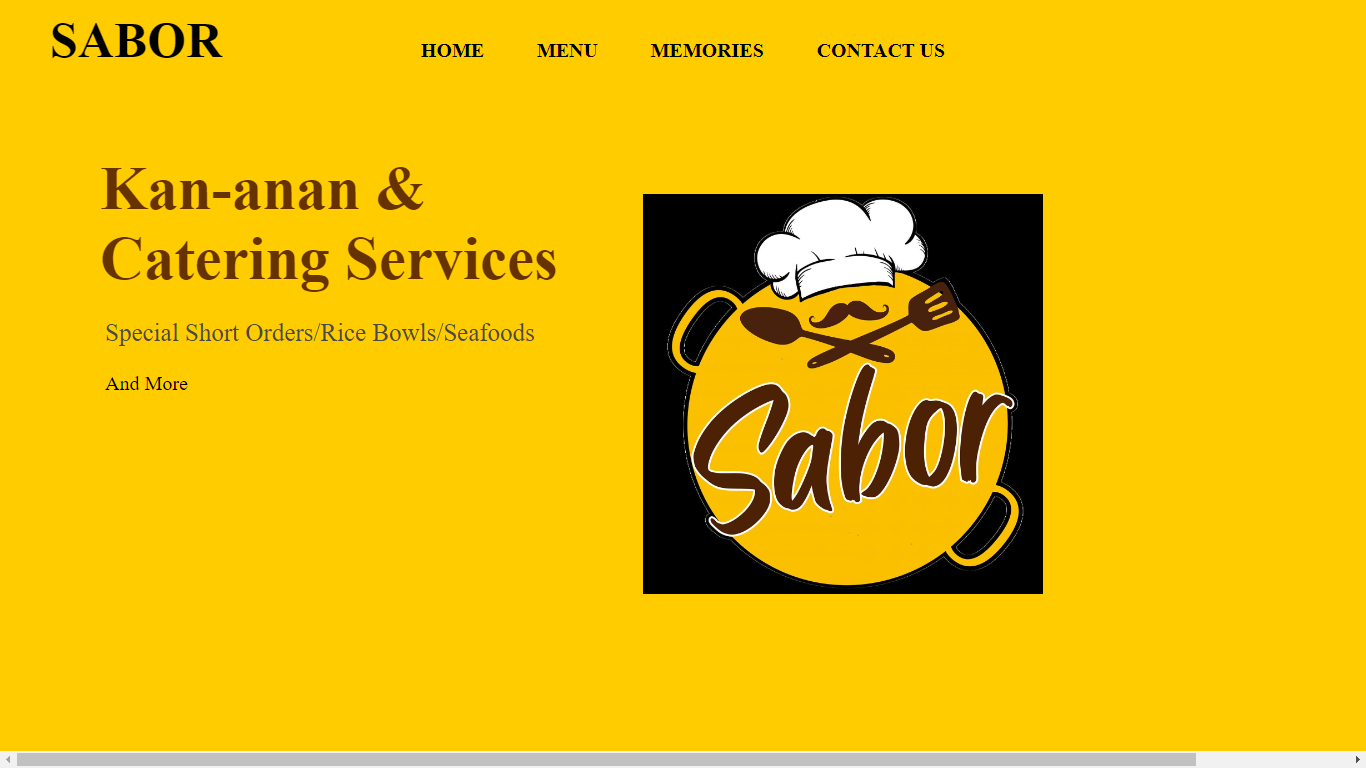 SABOR
HOME MENU MEMORIES CONTACT US
Kan-anan &
Catering Services
Special Short Orders/Rice Bowls/Seafoods
And More
Sabor